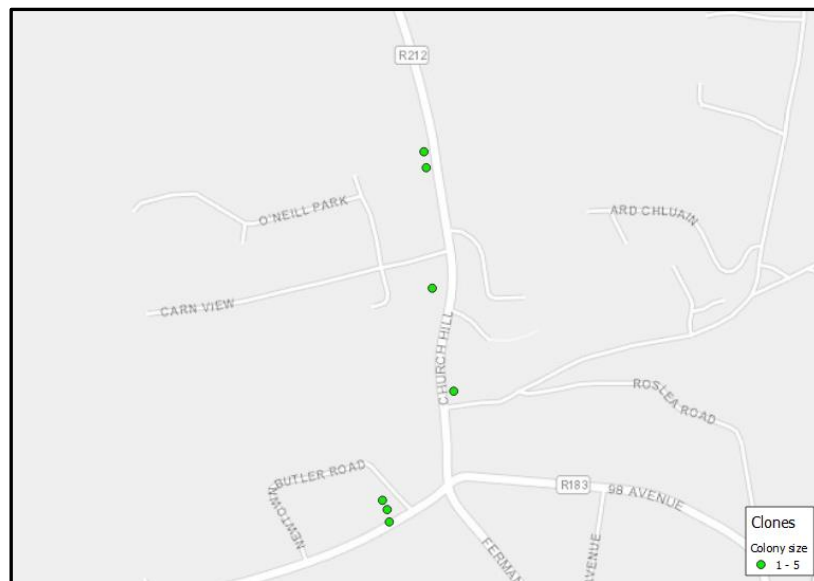 R212
O'NEILL PARK
ARD CHLUAIN
CARN VIEW
CHURCH HILL
ROSLEA ROAD
BUTLER ROAD
NEWTOWN
R183
98 AVENUE
AVENUE
FERMAN
Clones
Colony size
1 - 5